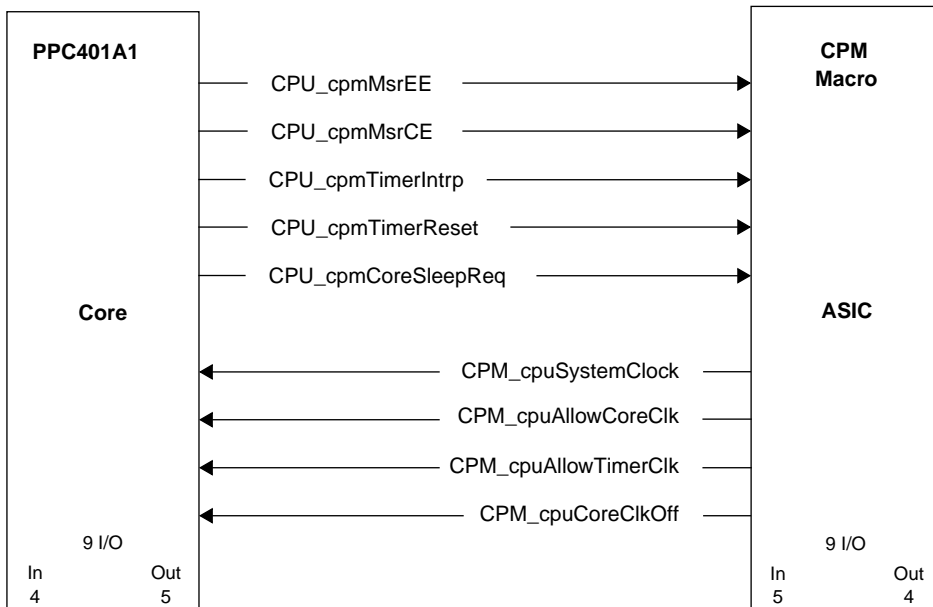 PPC401A1
CPM
Macro
CPU_cpmMsrEE
CPU_cpmMsrCE
CPU_cpmTimerIntrp
CPU_cpmTimerReset
CPU_cpmCoreSleepReq
Core
ASIC
CPM_cpuSystemClock
CPM_cpuAllowCoreClk
CPM_cpuAllowTimerClk
CPM_cpuCoreClkOff
9 I/O
9 I/O
In
Out
In
Out
4
5
5
4